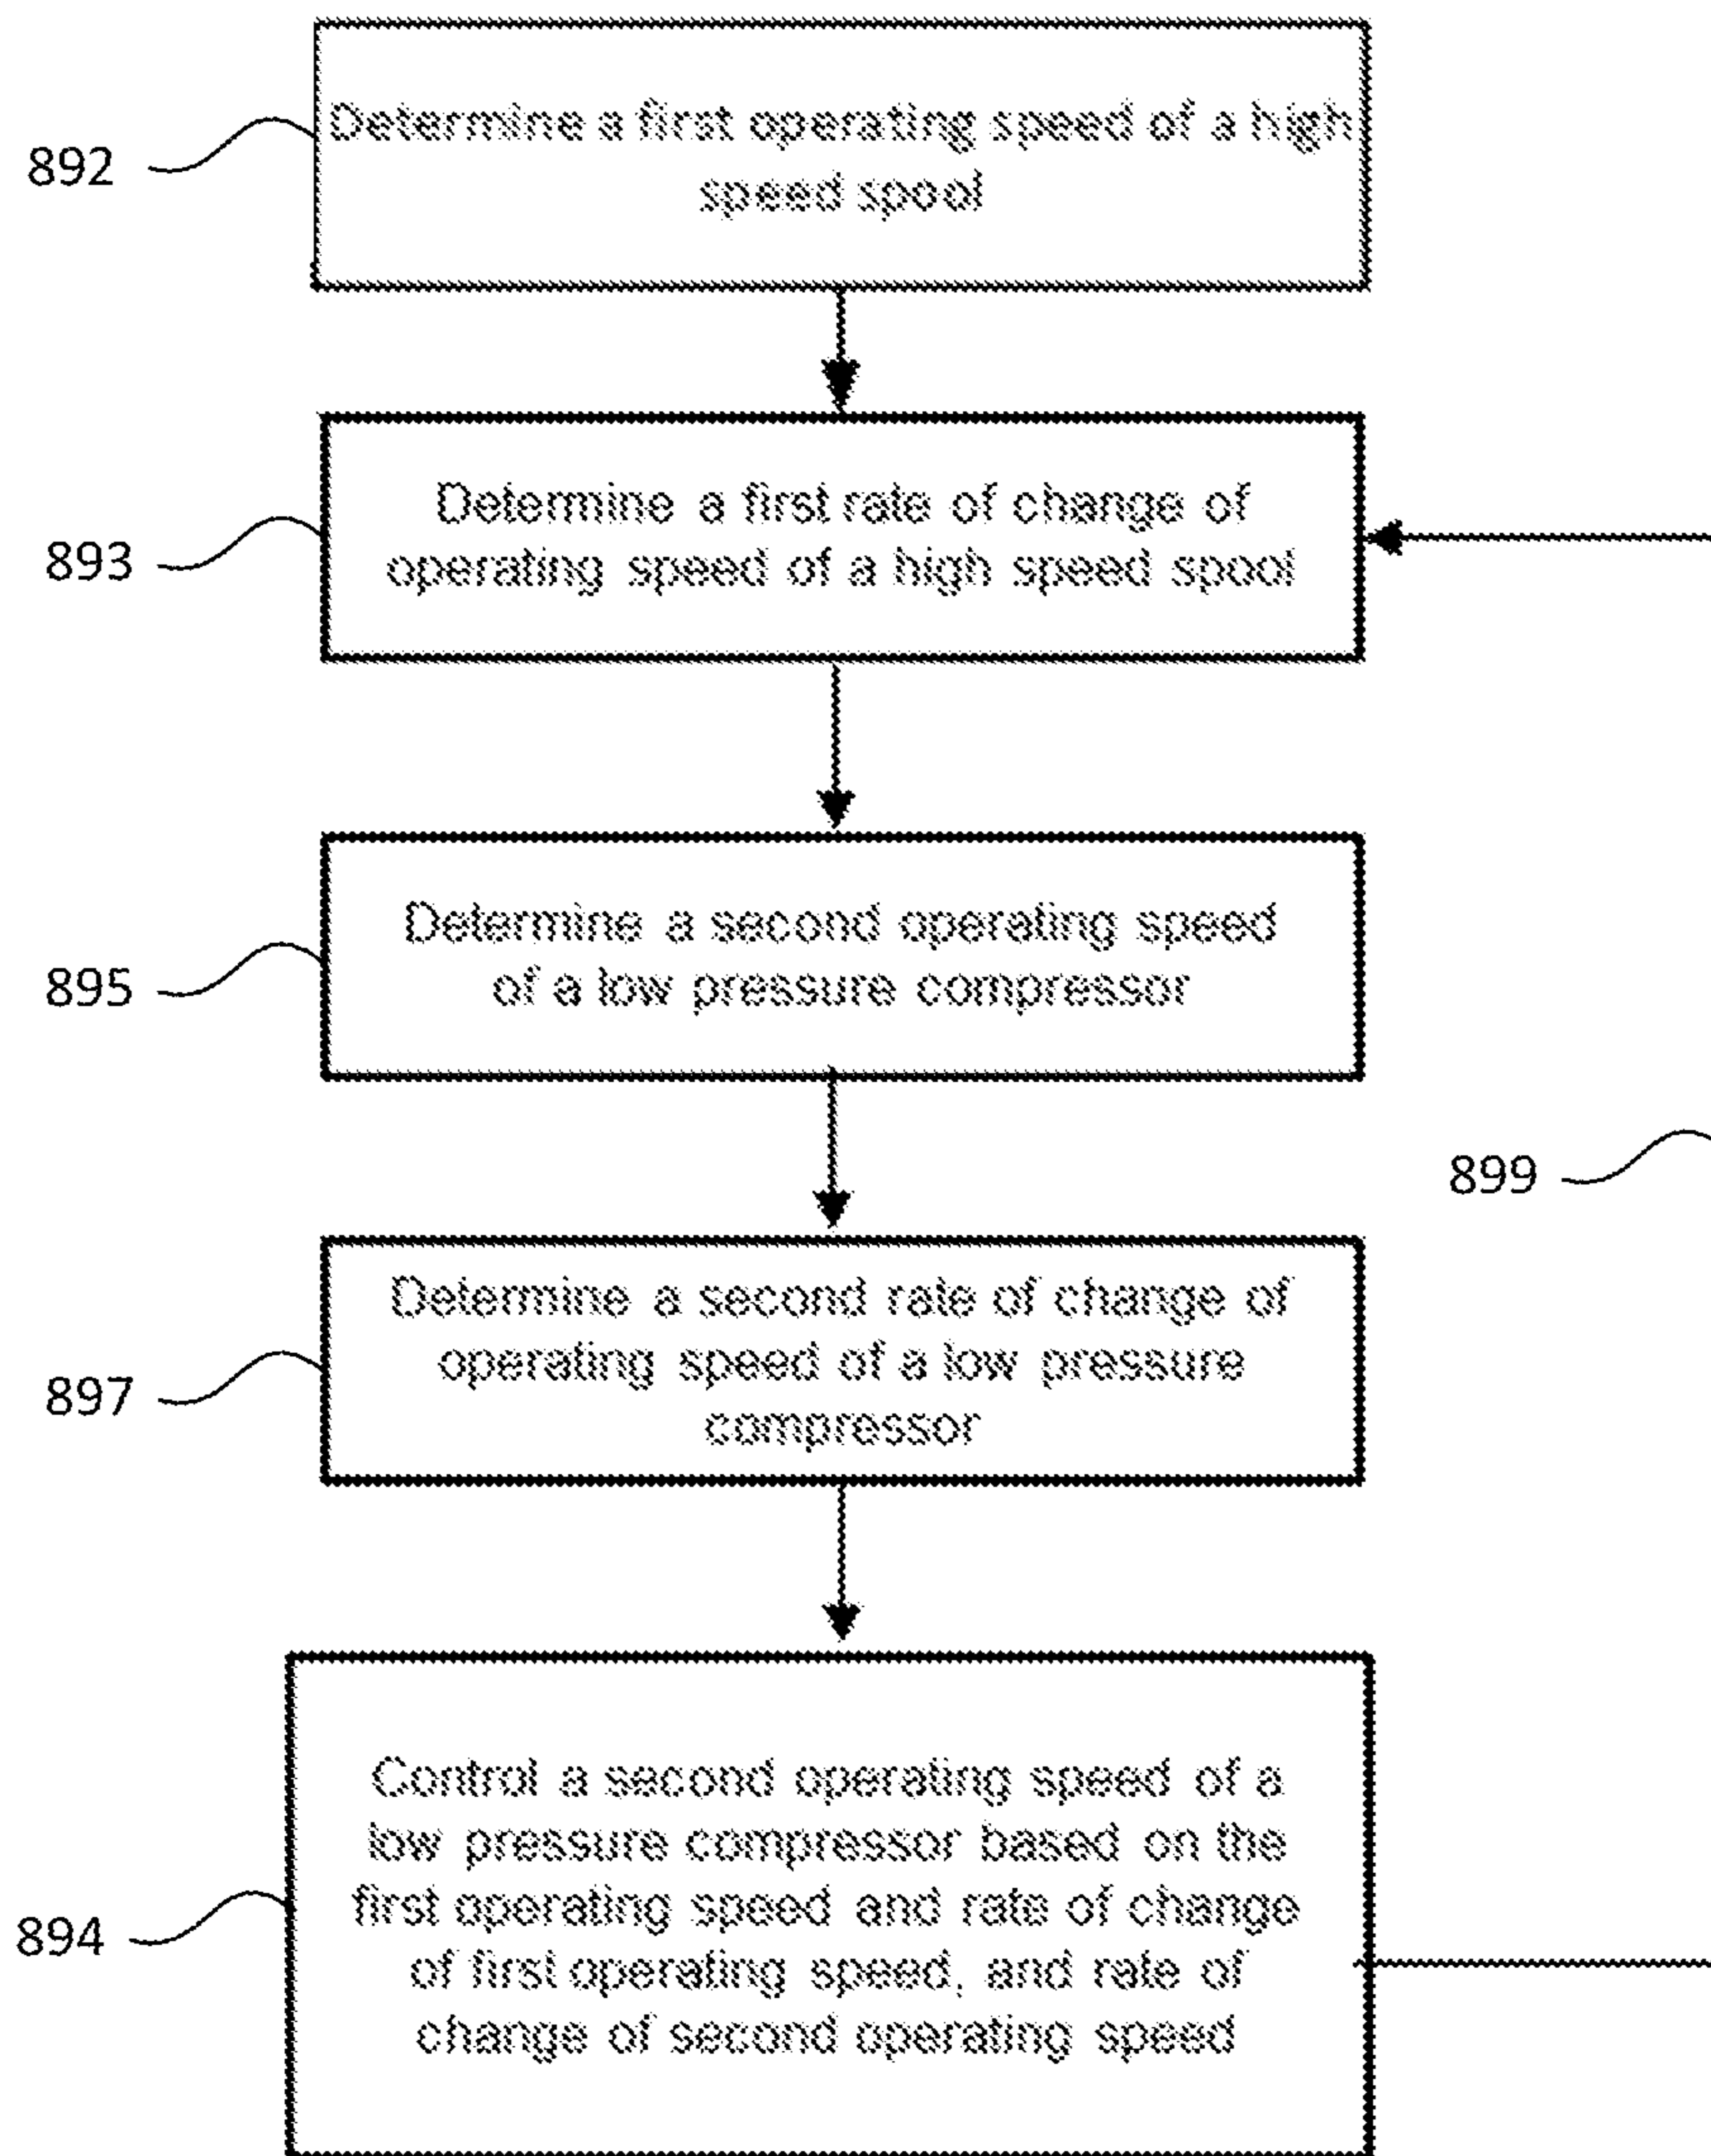 892
Determine a first operating speed of a high
speed spool
893
Determine a first rate of change of
operating speed of a high speed spool
895
Determine a second operating speed
of a low pressure compressor
899
897
Determine a second rate of change of
operating speed of a low pressure
compressor
894
Control a second operating speed of a
low pressure compressor based on the
first operating speed and rate of change
of first operating speed, and rate of
change of second operating speed